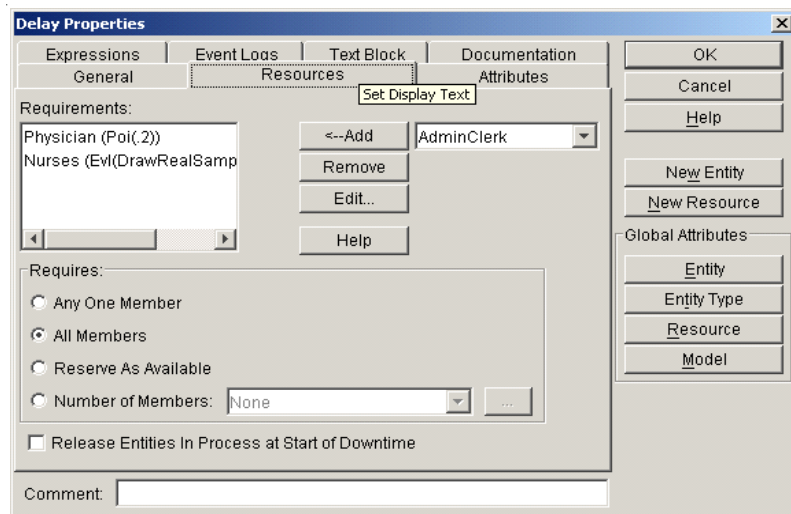 Delay Properties
Expressions
Event Logs
Text Block
Documentation
General
Resources
Attributes
Set Display Text
Requirements:
Physician (Poi(.2))
Nurses (Evl(DrawRealSamp
<--Add
AdminClerk
Remove
Edit...
Help
Requires:
Any One Member
All Members
Reserve As Available
Number of Members:
None
...
Release Entities In Process at Start of Downtime
Comment:
OK
Cancel
Help
New Entity
New Resource
Global Attributes
Entity
Entity Type
Resource
Model